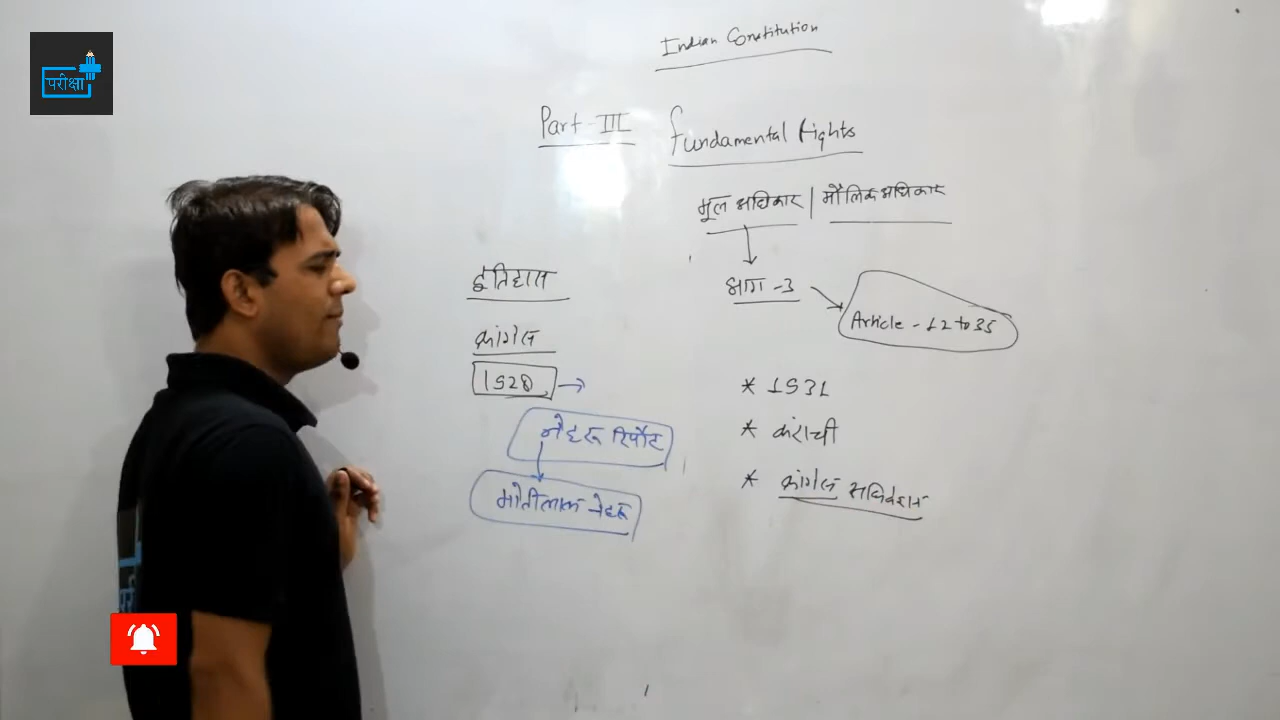 परीक्षा
Indian Constitution
Part-III Fundamental Rights
मूल अधिकार | मौलिक अधिकार
भाग-3
Article - 12 to 35
इतिहास
कांग्रेस
1928 →
नेहरू रिपोर्ट
मोतीलाल नेहरू
* 1931
* कराची
* कांग्रेस अधिवेशन